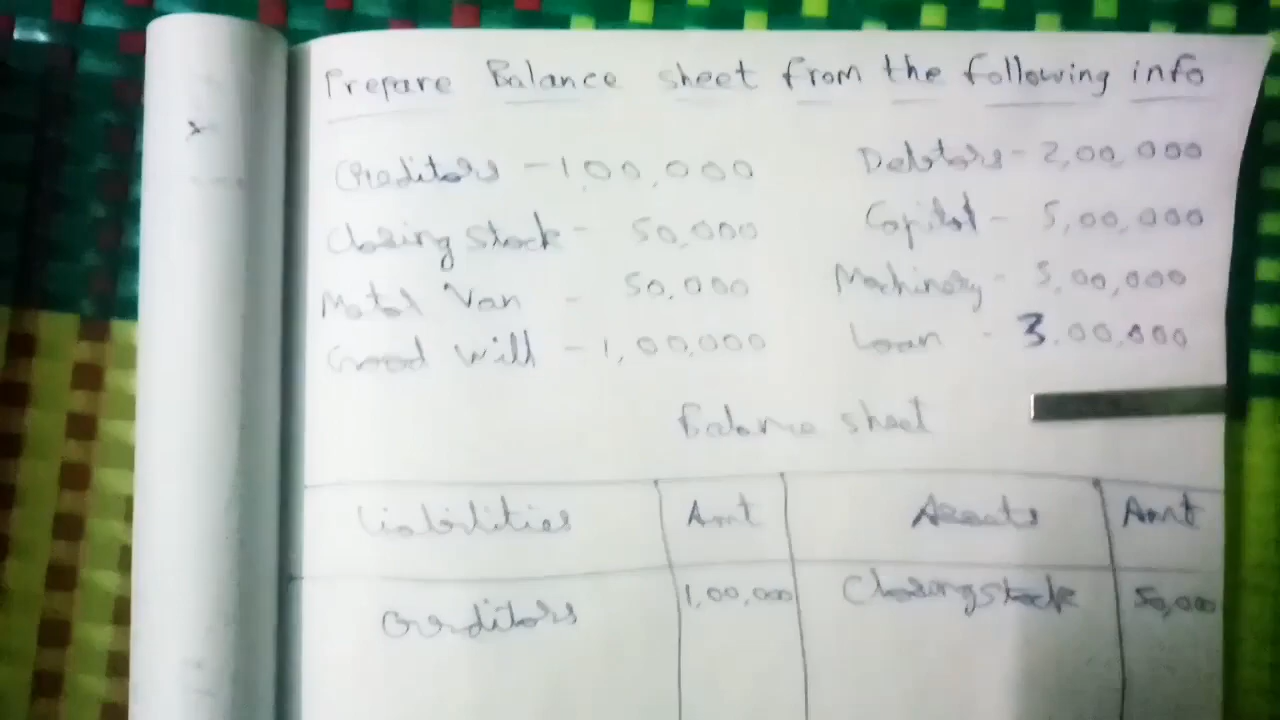 Prepare Balance sheet from the following info
Creditors - 1,00,000 Debtors - 2,00,000
Closing stock - 50,000 Capital - 5,00,000
Motor Van - 50,000 Machinery - 5,00,000
Good will - 1,00,000 Loan - 3,00,000
Balance sheet
Liabilities Amt Assets Amt
Creditors 1,00,000 Closing stock 50,000